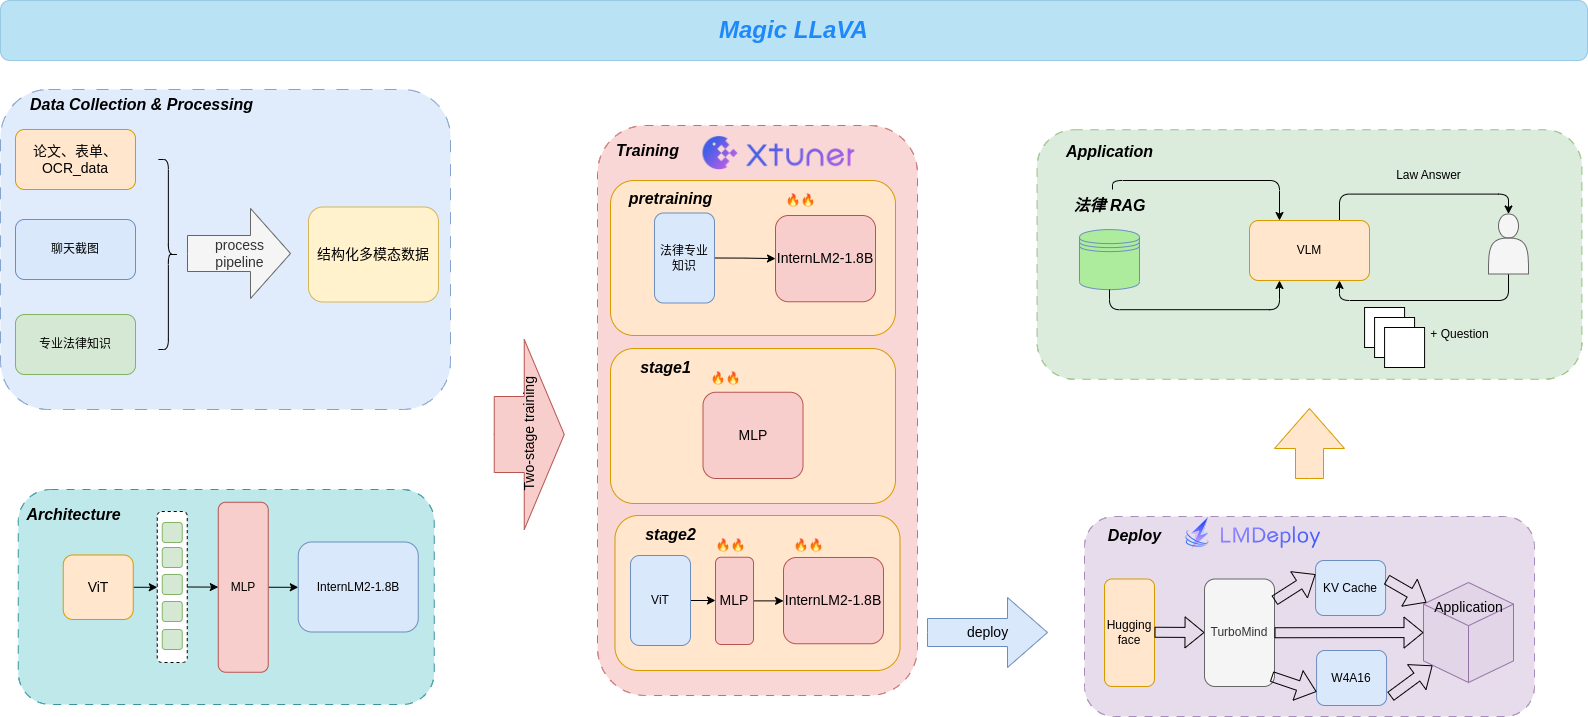 Magic LLaVA
Data Collection & Processing
论文、表单、
OCR_data
聊天截图
专业法律知识
process
pipeline
结构化多模态数据
Architecture
ViT
MLP
InternLM2-1.8B
Two-stage training
Training
Xtuner
pretraining
🔥🔥
法律专业
知识
InternLM2-1.8B
stage1
🔥🔥
MLP
stage2
🔥🔥
🔥🔥
ViT
MLP
InternLM2-1.8B
deploy
Application
法律 RAG
Law Answer
VLM
+ Question
Deploy
LMDeploy
Hugging
face
TurboMind
KV Cache
W4A16
Application